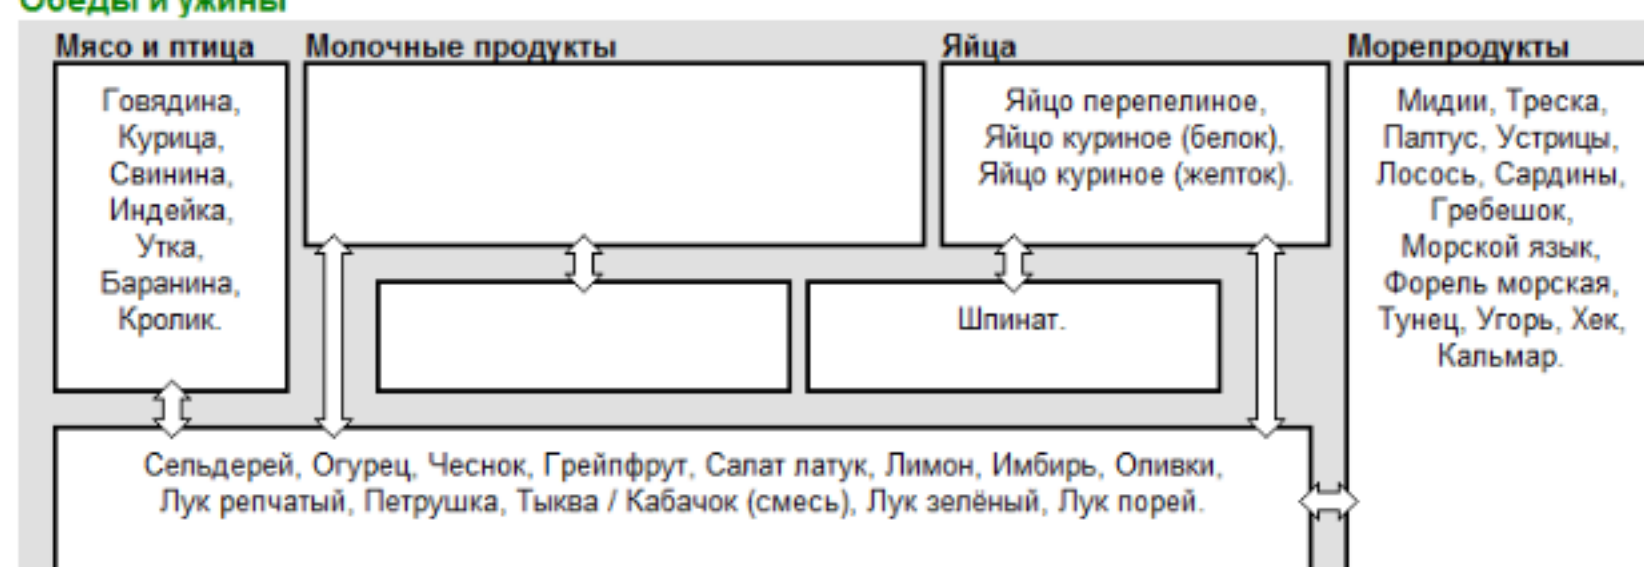 Обеды и ужины
Мясо и птица
Говядина,
Курица,
Свинина,
Индейка,
Утка,
Баранина,
Кролик.
Молочные продукты
Яйца
Яйцо перепелиное,
Яйцо куриное (белок),
Яйцо куриное (желток).
Шпинат.
Морепродукты
Мидии, Треска,
Палтус, Устрицы,
Лосось, Сардины,
Гребешок,
Морской язык,
Форель морская,
Тунец, Угорь, Хек,
Кальмар.
Сельдерей, Огурец, Чеснок, Грейпфрут, Салат латук, Лимон, Имбирь, Оливки,
Лук репчатый, Петрушка, Тыква / Кабачок (смесь), Лук зелёный, Лук порей.